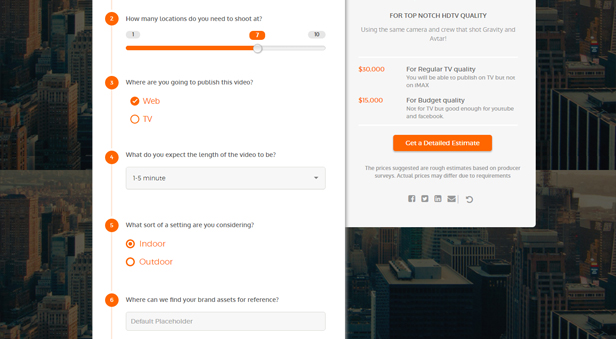 2 How many locations do you need to shoot at?
1 7 10
3 Where are you going to publish this video?
Web
TV
4 What do you expect the length of the video to be?
1-5 minute
5 What sort of a setting are you considering?
Indoor
Outdoor
6 Where can we find your brand assets for reference?
Default Placeholder
FOR TOP NOTCH HDTV QUALITY
Using the same camera and crew that shot Gravity and
Avtar!
$30,000 For Regular TV quality
You will be able to publish on TV but not
on IMAX
$15,000 For Budget quality
Not for TV but good enough for youtube
and facebook.
Get a Detailed Estimate
The prices suggested are rough estimates based on producer
surveys. Actual prices may differ due to requirements